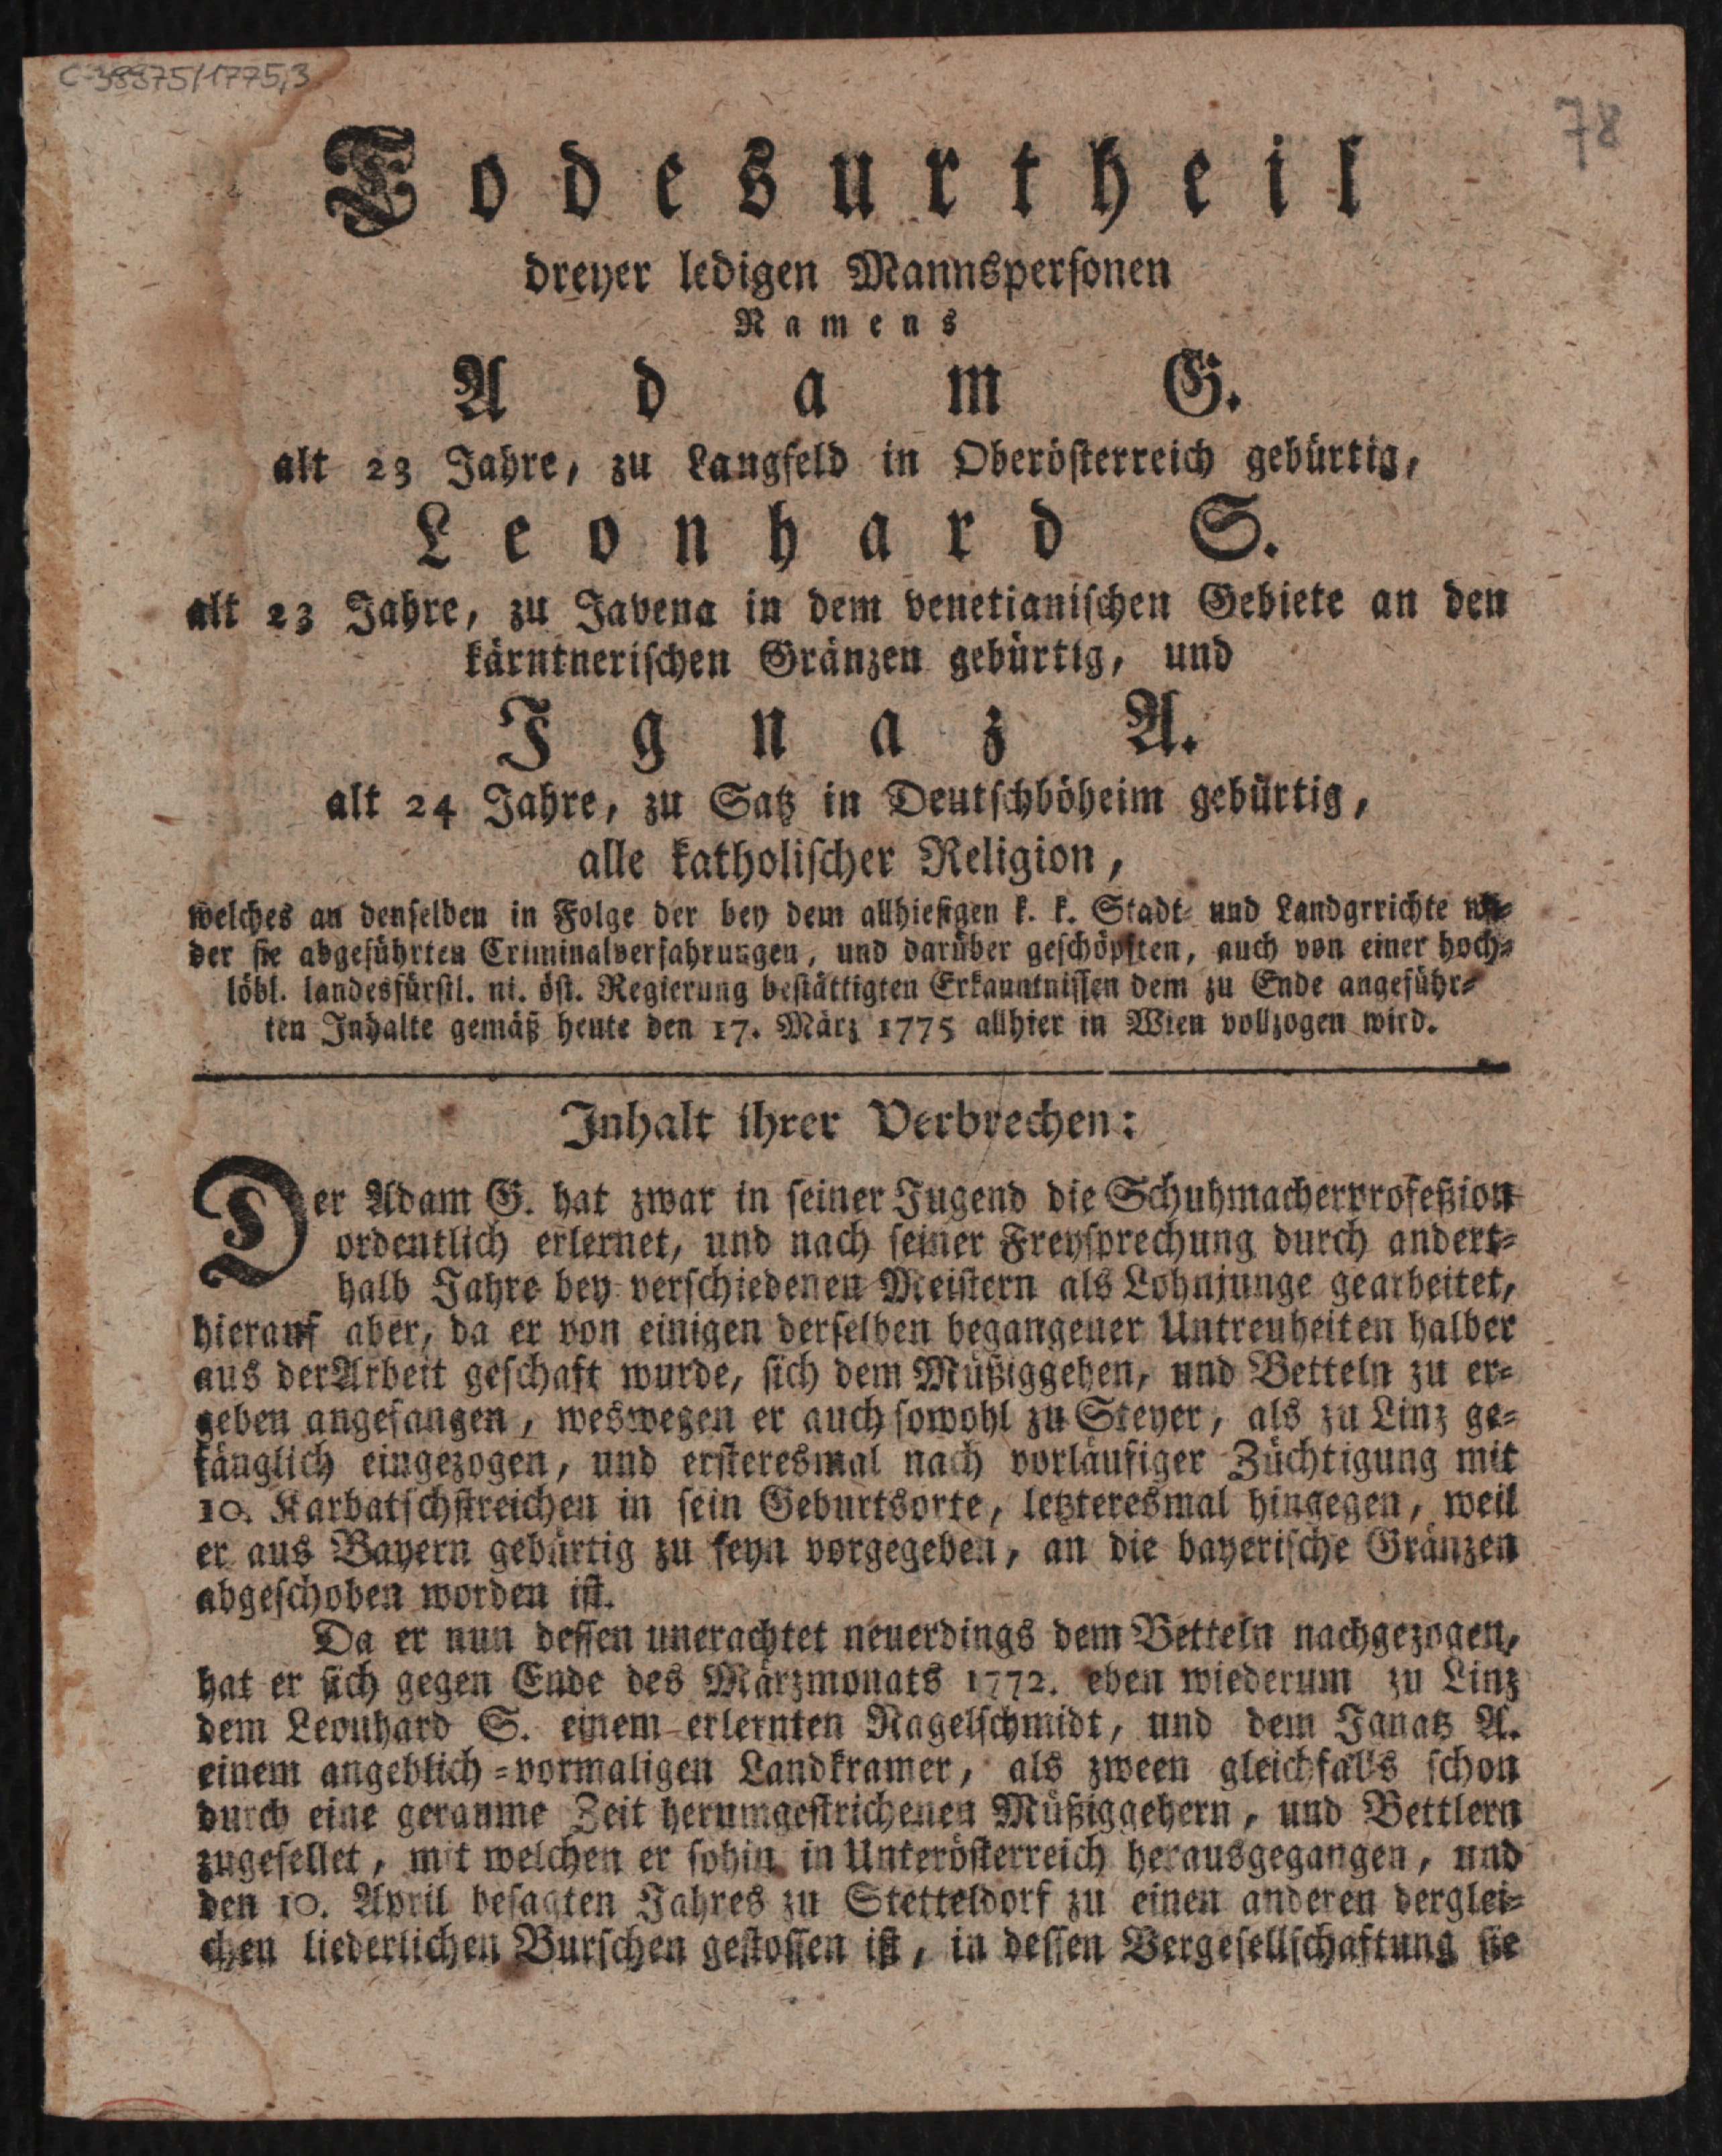 C-38875/1775,3
78
Todesurtheil
dreyer ledigen Mannspersonen
Namens
Adam G.
alt 23 Jahre, zu Langfeld in Oberösterreich gebürtig,
Leonhard S.
alt 23 Jahre, zu Javena in dem venetianischen Gebiete an den
kärntnerischen Gränzen gebürtig, und
Ignaz A.
alt 24 Jahre, zu Satz in Deutschböheim gebürtig,
alle katholischer Religion,
welches an denselben in Folge der bey dem allhiesigen k. k. Stadt- und Landgrrichte wi-
der sie abgeführten Criminalverfahrungen, und darüber geschöpften, auch von einer hoch-
löbl. landesfürstl. ni. öst. Regierung bestättigten Erkanntnissen dem zu Ende angeführ-
ten Inhalte gemäß heute den 17. März 1775 allhier in Wien vollzogen wird.
Inhalt ihrer Verbrechen:
Der Adam G. hat zwar in seiner Jugend die Schuhmacherprofeßion
ordentlich erlernet, und nach seiner Freysprechung durch andert-
halb Jahre bey verschiedenen Meistern als Lohnjunge gearbeitet,
hierauf aber, da er von einigen derselben begangener Untreuheiten halber
aus der Arbeit geschaft wurde, sich dem Müßiggehen, und Betteln zu er-
geben angefangen, weswegen er auch sowohl zu Steyer, als zu Linz ge-
fänglich eingezogen, und ersteresmal nach vorläufiger Züchtigung mit
10. Karbatschstreichen in sein Geburtsorte, letzteresmal hingegen, weil
er aus Bayern gebürtig zu seyn vorgegeben, an die bayerische Gränzen
abgeschoben worden ist.
Da er nun dessen unerachtet neuerdings dem Betteln nachgezogen,
hat er sich gegen Ende des Märzmonats 1772. eben wiederum zu Linz
dem Leonhard S. einem erlernten Nagelschmidt, und dem Ignatz A.
einem angeblich-vormaligen Landkramer, als zween gleichfalls schon
durch eine geraume Zeit herumgestrichenen Müßiggehern, und Bettlern
zugesellet, mit welchen er sohin in Unterösterreich herausgegangen, und
den 10. April besagten Jahres zu Stetteldorf zu einen anderen derglei-
chen liederlichen Burschen gestossen ist, in dessen Vergesellschaftung sie